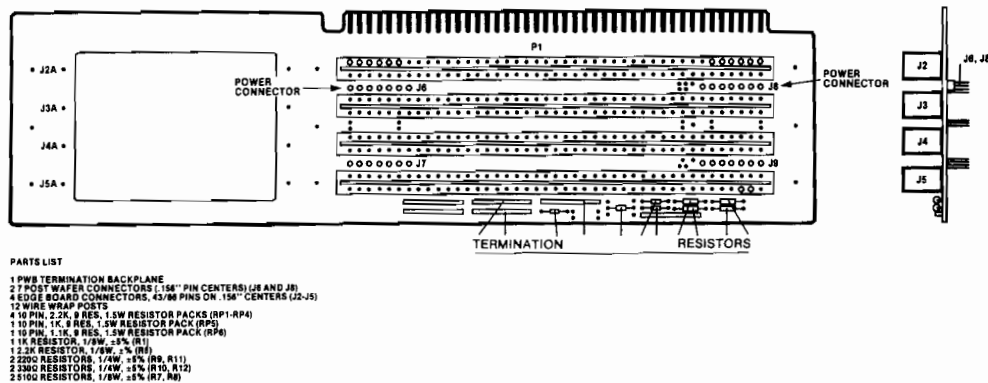 P1
J2A
J3A
J4A
J5A
POWER CONNECTOR
J6
J8
POWER CONNECTOR
J7
J9
TERMINATION
RESISTORS
J2
J3
J4
J5
J6, J8
PARTS LIST
1 PWB TERMINATION BACKPLANE
2 7 POST WAFER CONNECTORS (.156" PIN CENTERS) (J6 AND J8)
4 EDGE BOARD CONNECTORS, 43/86 PINS ON .156" CENTERS (J2-J5)
12 WIRE WRAP POSTS
4 10 PIN, 2.2K, 9 RES, 1.5W RESISTOR PACKS (RP1-RP4)
1 10 PIN, 1K, 9 RES, 1.5W RESISTOR PACK (RP5)
1 10 PIN, 1.1K, 9 RES, 1.5W RESISTOR PACK (RP6)
1 1K RESISTOR, 1/8W, ±5% (R1)
1 2.2K RESISTOR, 1/8W, ±% (R5)
2 220Ω RESISTORS, 1/4W, ±5% (R9, R11)
2 330Ω RESISTORS, 1/4W, ±5% (R10, R12)
2 510Ω RESISTORS, 1/8W, ±5% (R7, R8)